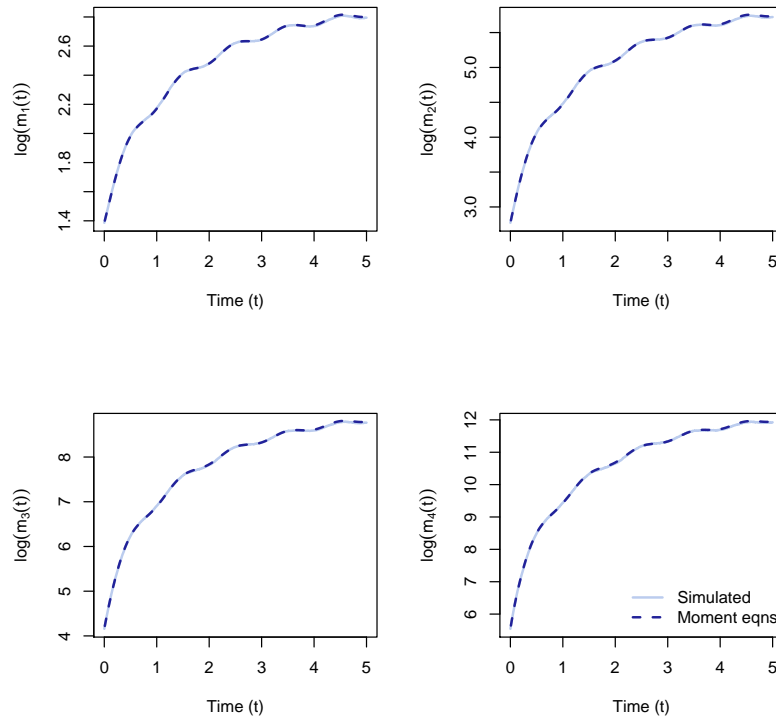 log(m₁(t))
2.6
2.2
1.8
1.4
0 1 2 3 4 5
Time (t)
log(m₂(t))
5.0
4.0
3.0
0 1 2 3 4 5
Time (t)
log(m₃(t))
8
7
6
5
4
0 1 2 3 4 5
Time (t)
log(m₄(t))
12
11
10
9
8
7
6
Simulated
Moment eqns
0 1 2 3 4 5
Time (t)